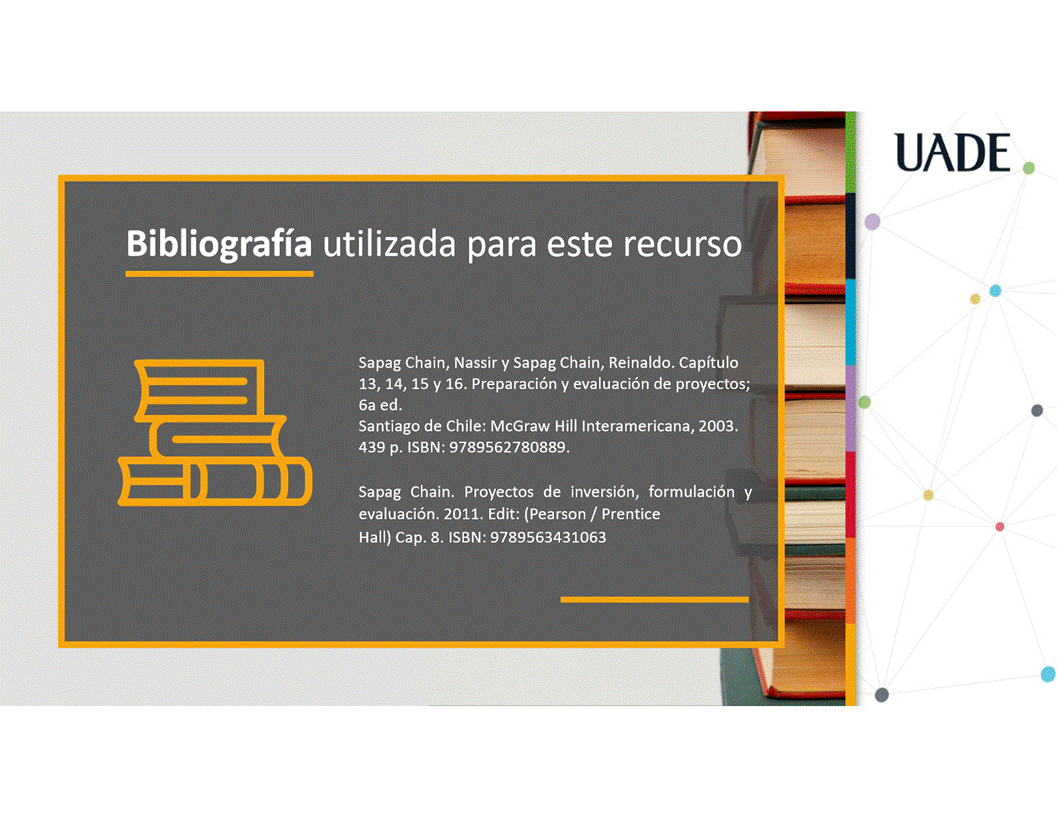 UADE
Bibliografía utilizada para este recurso
Sapag Chain, Nassir y Sapag Chain, Reinaldo. Capítulo
13, 14, 15 y 16. Preparación y evaluación de proyectos;
6a ed.
Santiago de Chile: McGraw Hill Interamericana, 2003.
439 p. ISBN: 9789562780889.
Sapag Chain. Proyectos de inversión, formulación y
evaluación. 2011. Edit: (Pearson / Prentice
Hall) Cap. 8. ISBN: 9789563431063